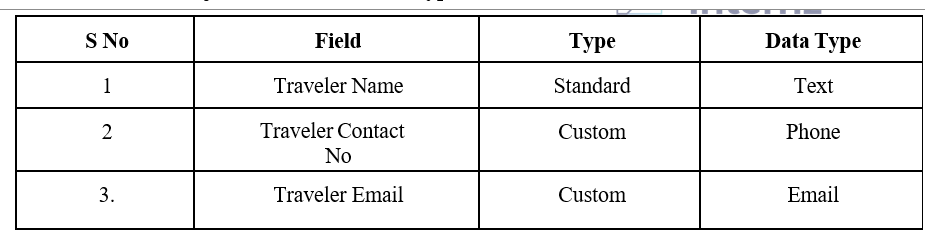 S No Field Type Data Type
1 Traveler Name Standard Text
2 Traveler Contact Custom Phone
No
3. Traveler Email Custom Email